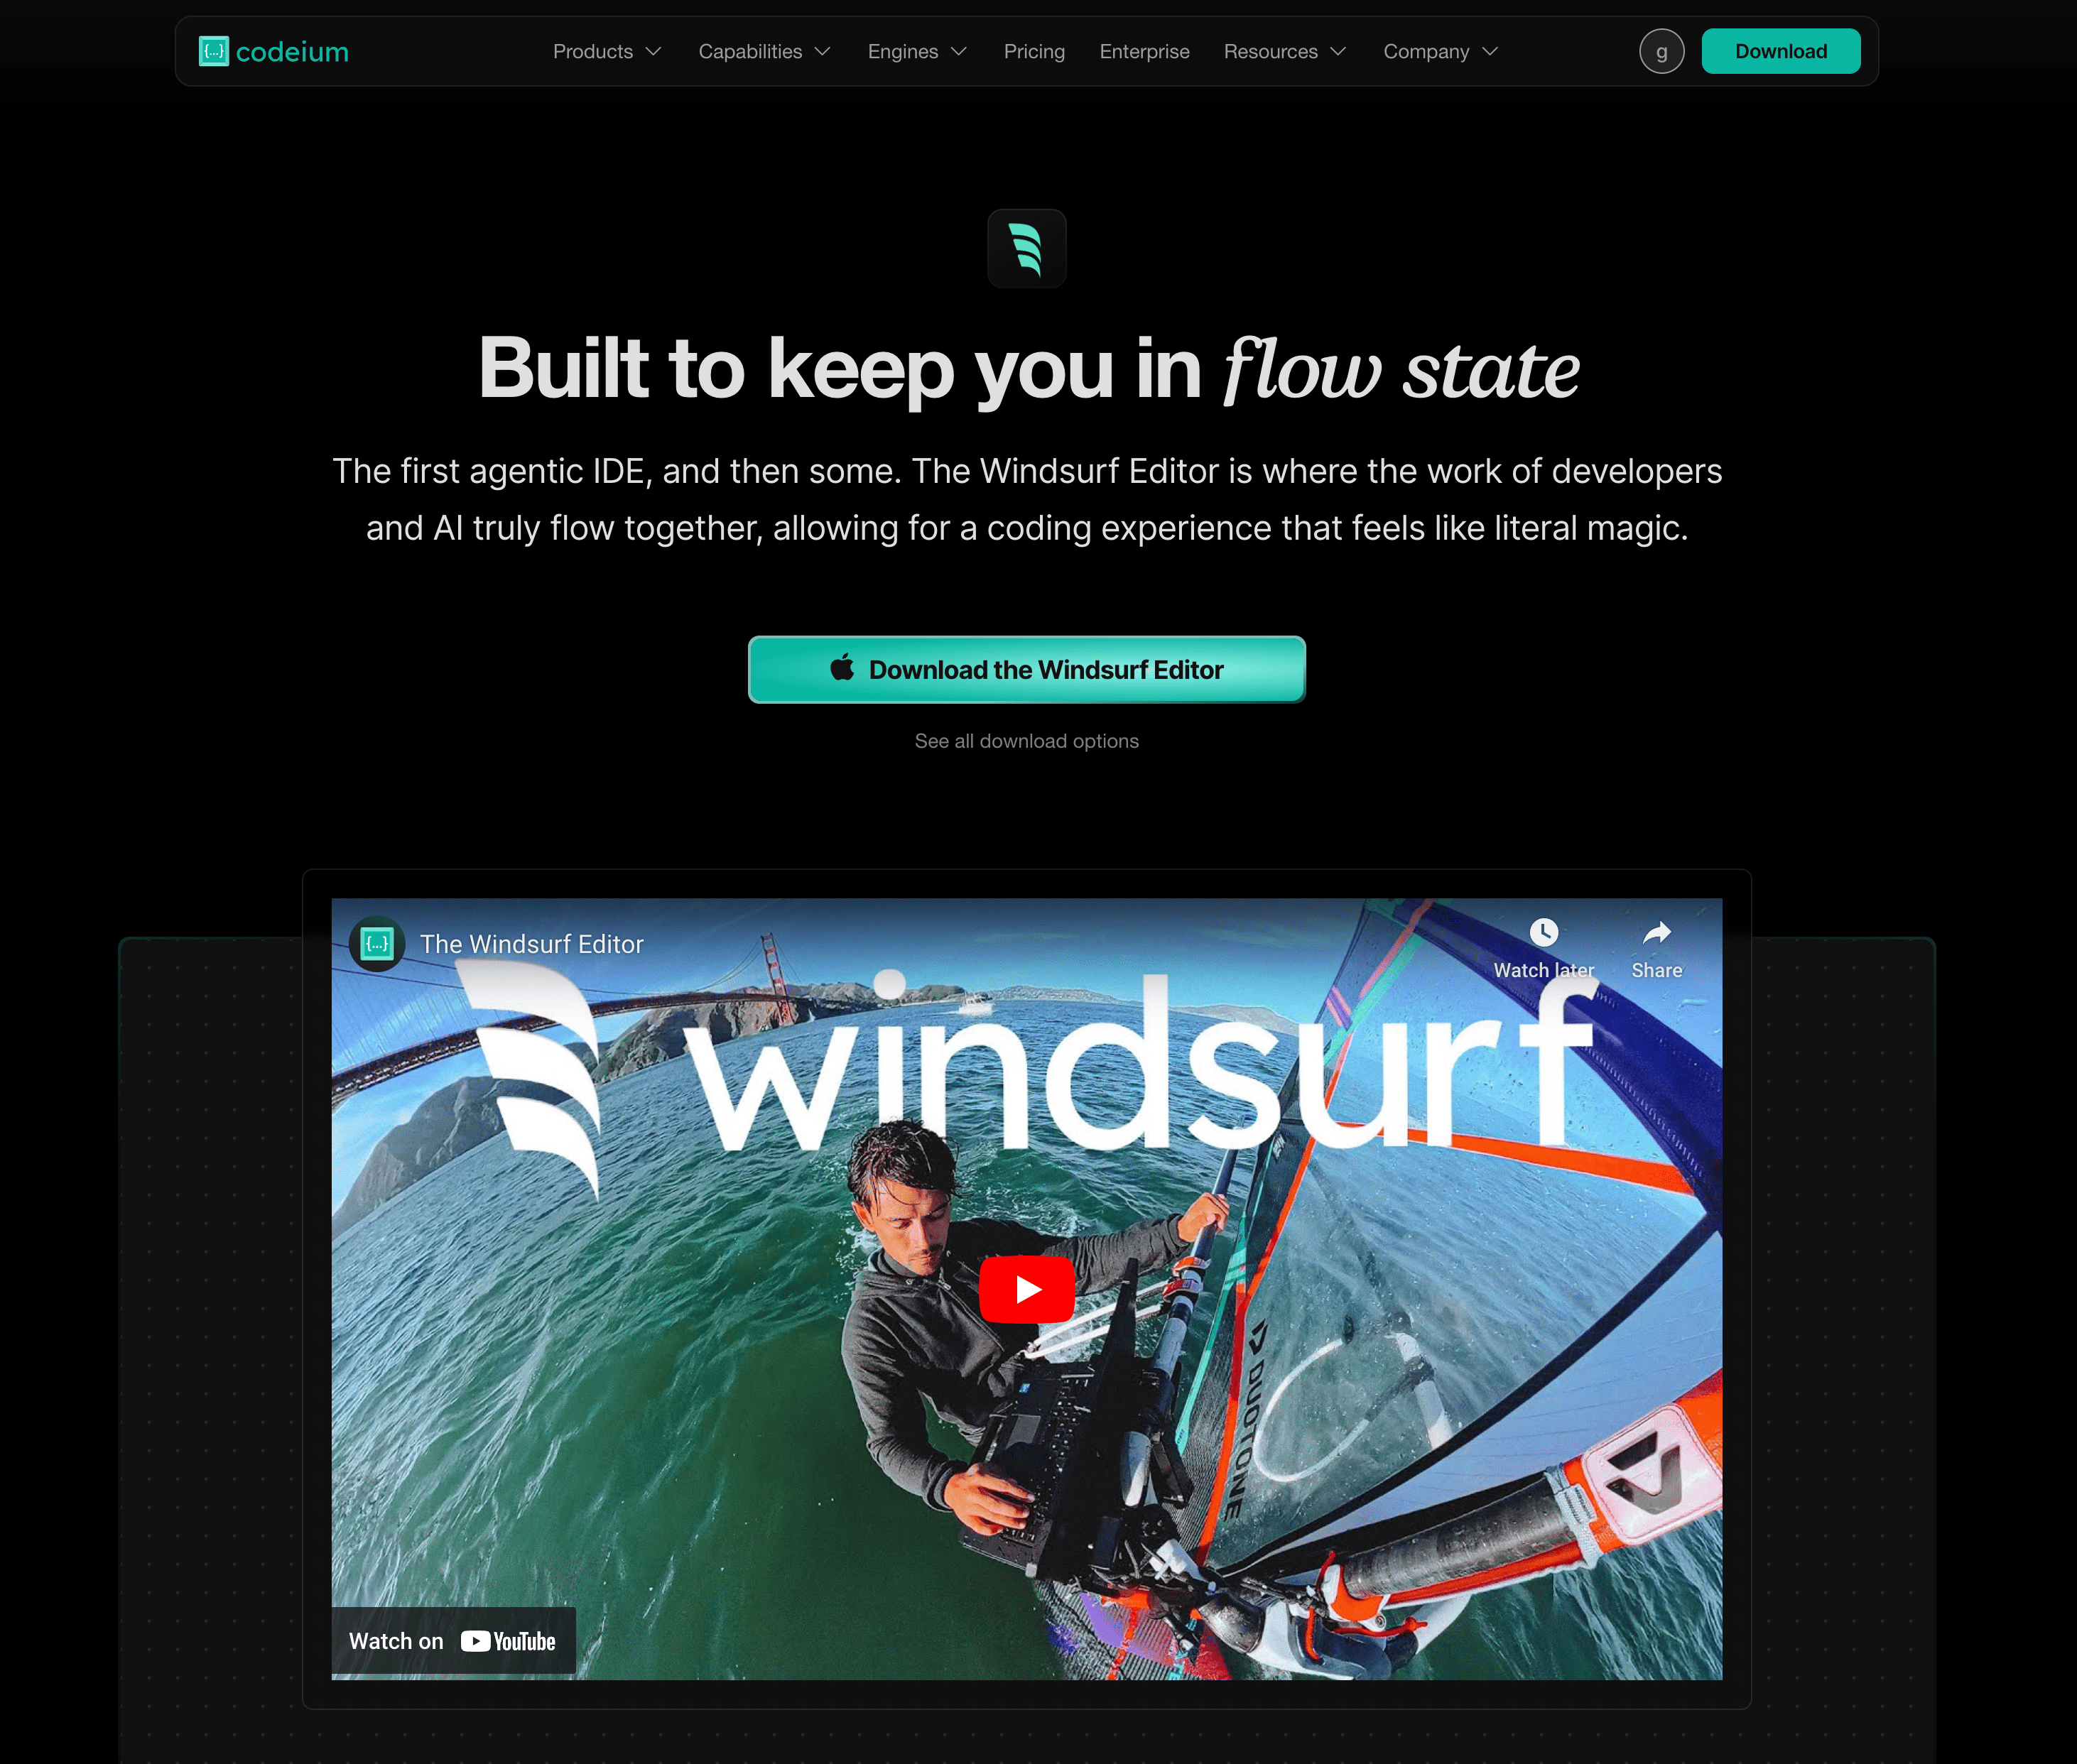 {...} codeium
Products
Capabilities
Engines
Pricing
Enterprise
Resources
Company
g
Download
Built to keep you in flow state
The first agentic IDE, and then some. The Windsurf Editor is where the work of developers
and AI truly flow together, allowing for a coding experience that feels like literal magic.
Download the Windsurf Editor
See all download options
{...} The Windsurf Editor
Watch later
Share
windsurf
DUOTONE
Watch on YouTube